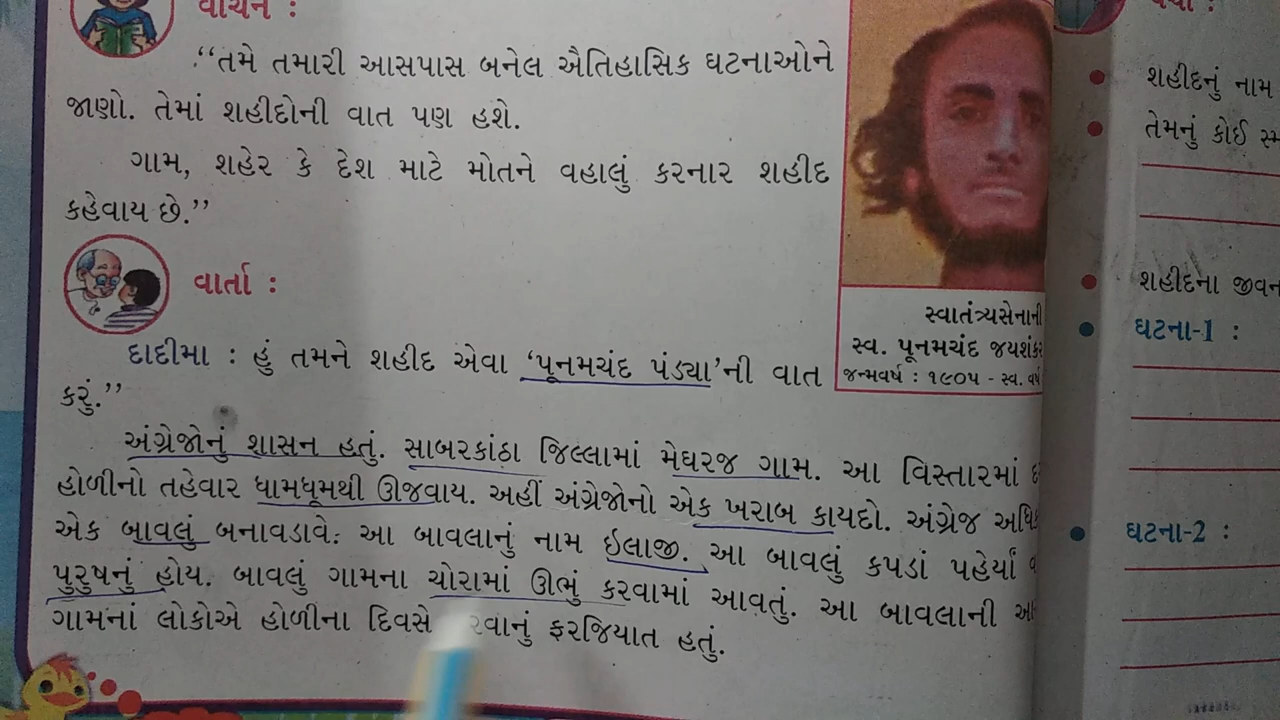 વાચન :
“તમે તમારી આસપાસ બનેલ ઐતિહાસિક ઘટનાઓને
જાણો. તેમાં શહીદોની વાત પણ હશે.
ગામ, શહેર કે દેશ માટે મોતને વહાલું કરનાર શહીદ
કહેવાય છે.”
વાર્તા :
સ્વાતંત્ર્યસેનાની
સ્વ. પૂનમચંદ જયશંકર
જન્મવર્ષ : ૧૯૦૫ - સ્વ. વર્ષ
દાદીમા : હું તમને શહીદ એવા ‘પૂનમચંદ પંડ્યા’ની વાત
કરું.”
અંગ્રેજોનું શાસન હતું. સાબરકાંઠા જિલ્લામાં મેઘરજ ગામ. આ વિસ્તારમાં
હોળીનો તહેવાર ધામધૂમથી ઊજવાય. અહીં અંગ્રેજોનો એક ખરાબ કાયદો. અંગ્રેજ
એક બાવલું બનાવડાવે. આ બાવલાનું નામ ઇલાજી. આ બાવલું કપડાં પહેર્યાં
પુરુષનું હોય. બાવલું ગામના ચોરામાં ઊભું કરવામાં આવતું. આ બાવલાની
ગામનાં લોકોએ હોળીના દિવસે ફરજિયાત હતું.
શહીદનું નામ
તેમનું કોઈ
શહીદના જીવન
ઘટના-1 :
ઘટના-2 :